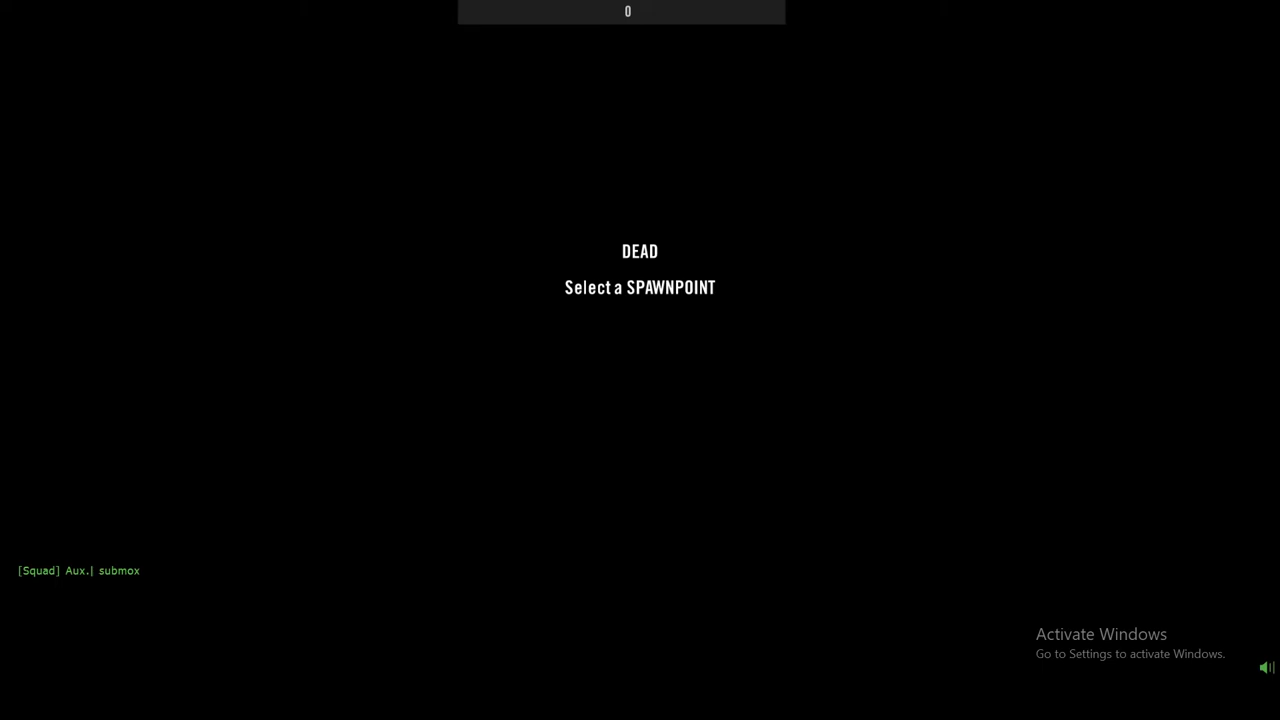 0
DEAD
Select a SPAWNPOINT
[Squad] Aux.| submox
Activate Windows
Go to Settings to activate Windows.